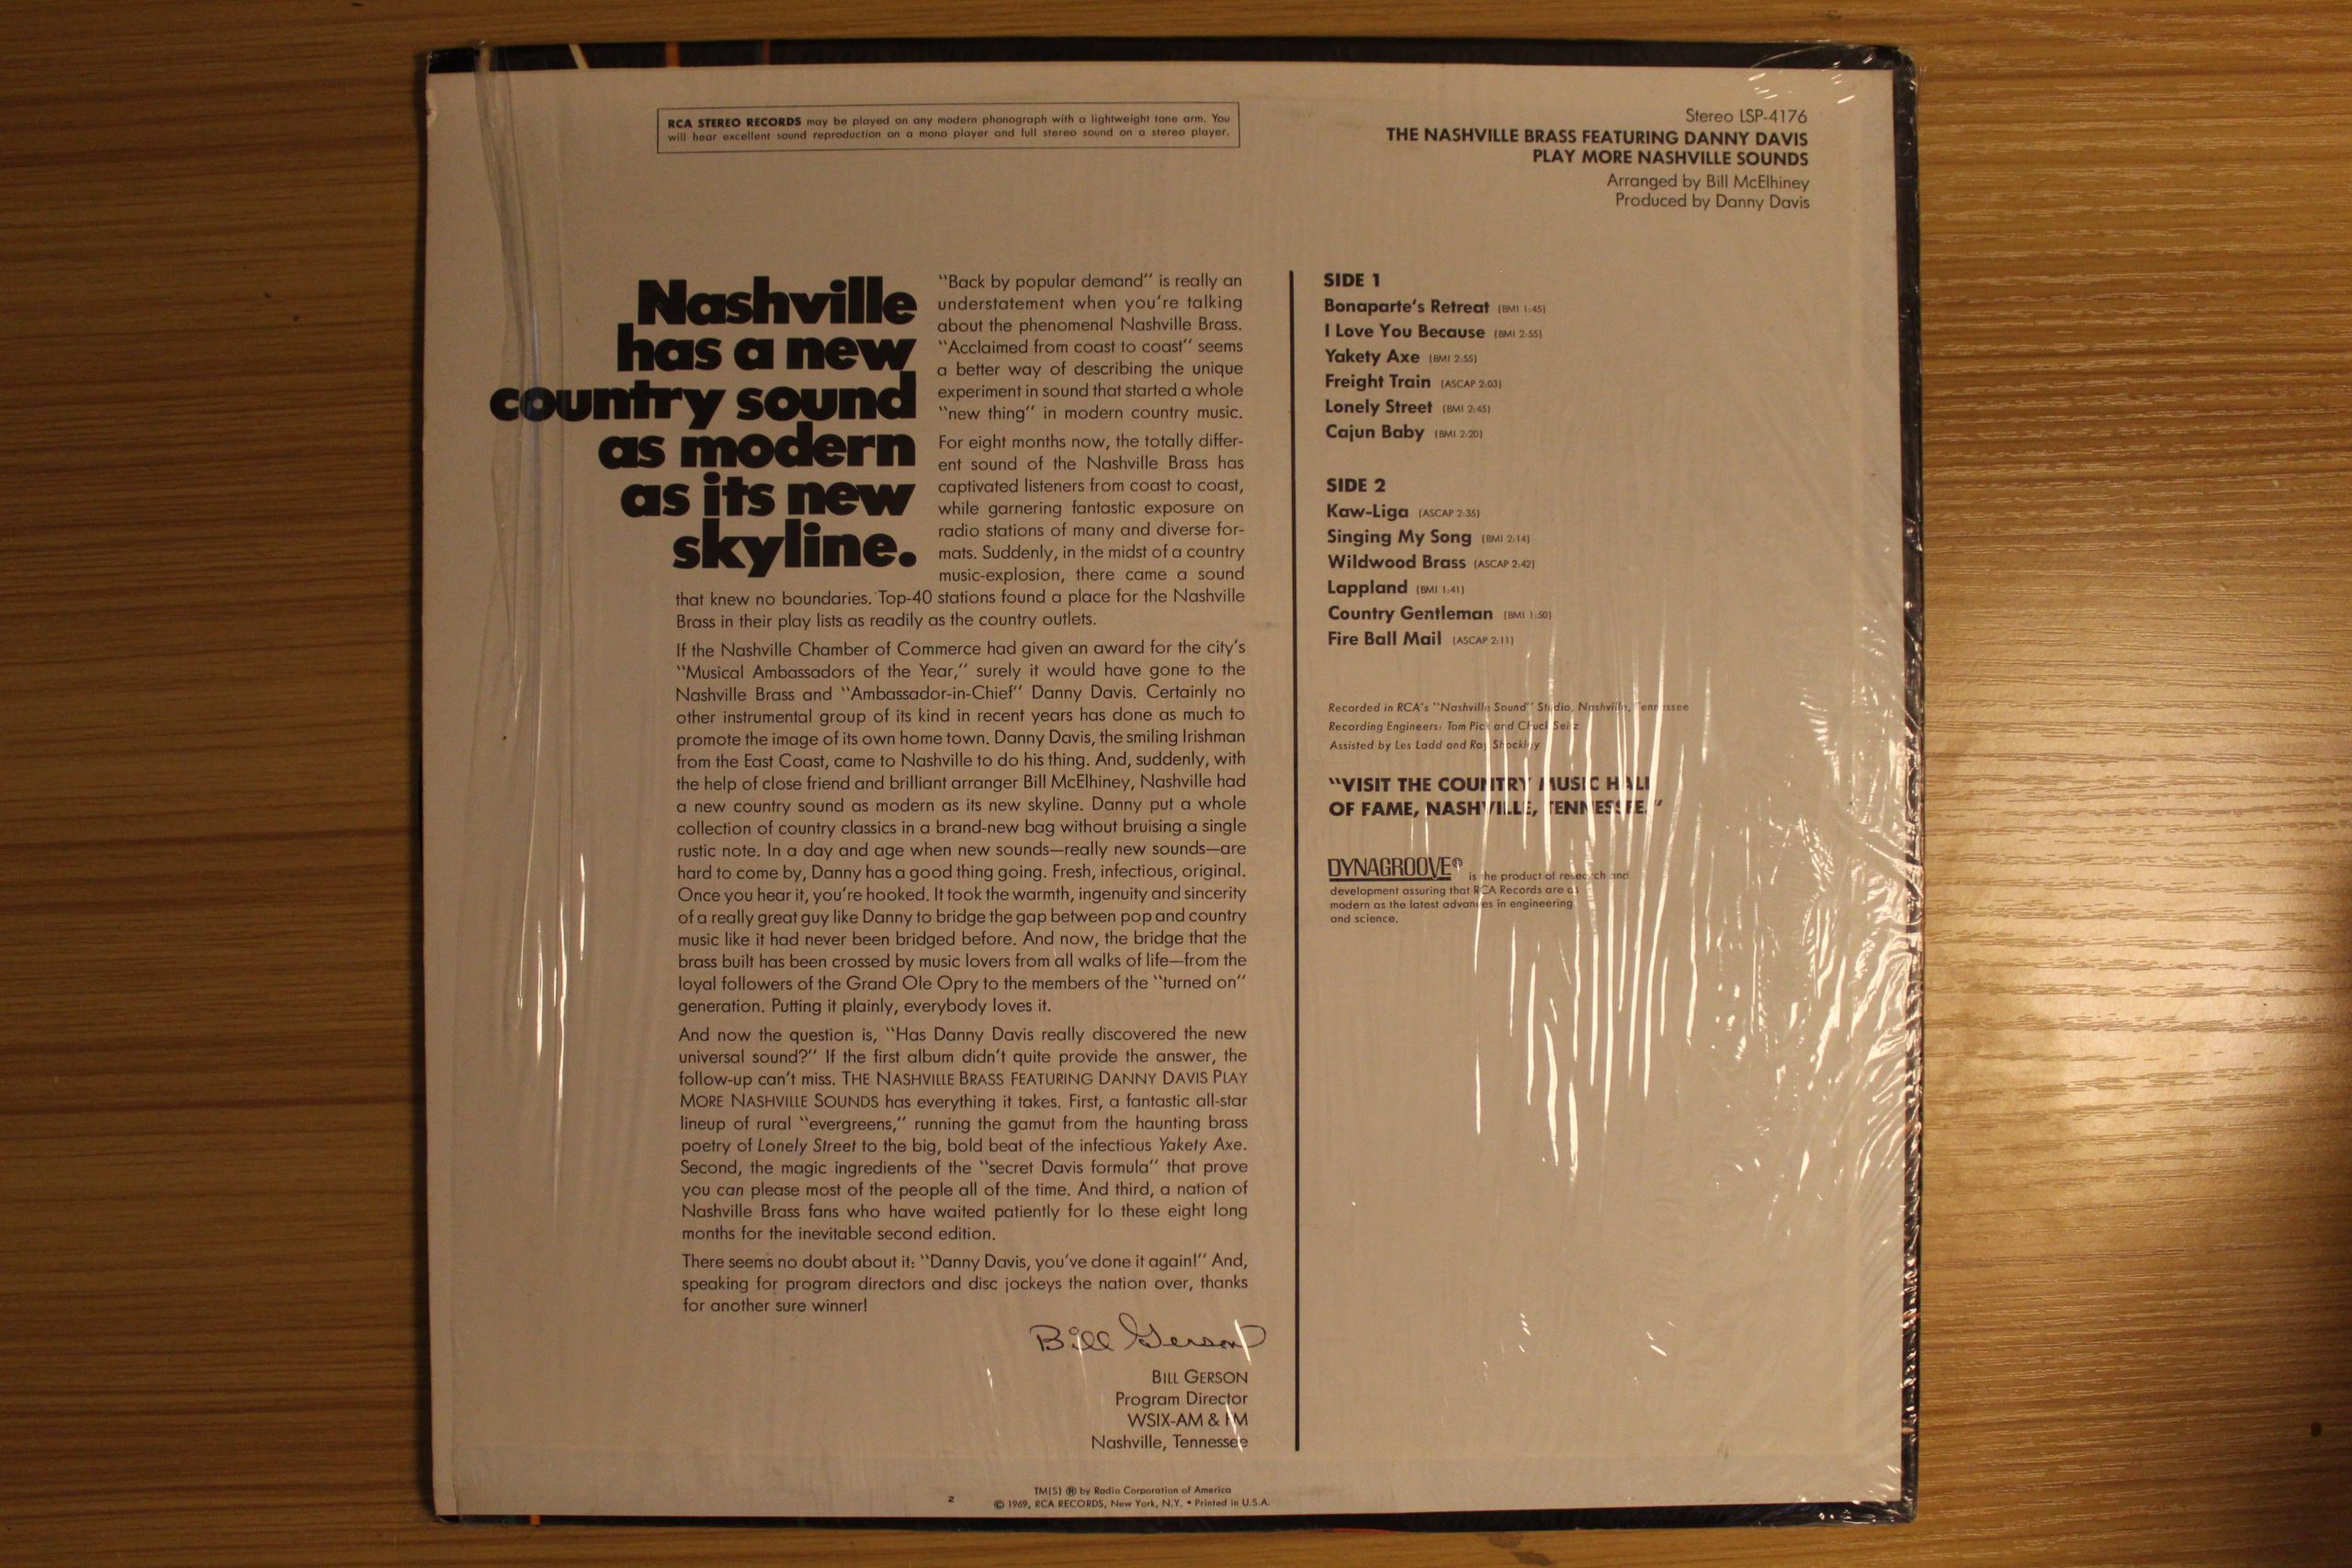 RCA STEREO RECORDS may be played on any modern phonograph with a lightweight tone arm. You
will hear excellent sound reproduction on a mono player and full stereo sound on a stereo player.
Stereo LSP-4176
THE NASHVILLE BRASS FEATURING DANNY DAVIS
PLAY MORE NASHVILLE SOUNDS
Arranged by Bill McElhiney
Produced by Danny Davis
Nashville
has a new
country sound
as modern
as its new
skyline.
"Back by popular demand" is really an
understatement when you're talking
about the phenomenal Nashville Brass.
"Acclaimed from coast to coast" seems
a better way of describing the unique
experiment in sound that started a whole
"new thing" in modern country music.
For eight months now, the totally differ-
ent sound of the Nashville Brass has
captivated listeners from coast to coast,
while garnering fantastic exposure on
radio stations of many and diverse for-
mats. Suddenly, in the midst of a country
music-explosion, there came a sound
that knew no boundaries. Top-40 stations found a place for the Nashville
Brass in their play lists as readily as the country outlets.
If the Nashville Chamber of Commerce had given an award for the city's
"Musical Ambassadors of the Year," surely it would have gone to the
Nashville Brass and "Ambassador-in-Chief" Danny Davis. Certainly no
other instrumental group of its kind in recent years has done as much to
promote the image of its own home town. Danny Davis, the smiling Irishman
from the East Coast, came to Nashville to do his thing. And, suddenly, with
the help of close friend and brilliant arranger Bill McElhiney, Nashville had
a new country sound as modern as its new skyline. Danny put a whole
collection of country classics in a brand-new bag without bruising a single
rustic note. In a day and age when new sounds—really new sounds—are
hard to come by, Danny has a good thing going. Fresh, infectious, original.
Once you hear it, you're hooked. It took the warmth, ingenuity and sincerity
of a really great guy like Danny to bridge the gap between pop and country
music like it had never been bridged before. And now, the bridge that the
brass built has been crossed by music lovers from all walks of life—from the
loyal followers of the Grand Ole Opry to the members of the "turned on"
generation. Putting it plainly, everybody loves it.
And now the question is, "Has Danny Davis really discovered the new
universal sound?" If the first album didn't quite provide the answer, the
follow-up can't miss. THE NASHVILLE BRASS FEATURING DANNY DAVIS PLAY
MORE NASHVILLE SOUNDS has everything it takes. First, a fantastic all-star
lineup of rural "evergreens," running the gamut from the haunting brass
poetry of Lonely Street to the big, bold beat of the infectious Yakety Axe.
Second, the magic ingredients of the "secret Davis formula" that prove
you can please most of the people all of the time. And third, a nation of
Nashville Brass fans who have waited patiently for lo these eight long
months for the inevitable second edition.
There seems no doubt about it: "Danny Davis, you've done it again!" And,
speaking for program directors and disc jockeys the nation over, thanks
for another sure winner!
Bill Gerson
BILL GERSON
Program Director
WSIX-AM & FM
Nashville, Tennessee
SIDE 1
Bonaparte's Retreat (BMI 1:45)
I Love You Because (BMI 2:55)
Yakety Axe (BMI 2:55)
Freight Train (ASCAP 2:03)
Lonely Street (BMI 2:45)
Cajun Baby (BMI 2:20)
SIDE 2
Kaw-Liga (ASCAP 2:35)
Singing My Song (BMI 2:14)
Wildwood Brass (ASCAP 2:42)
Lappland (BMI 1:41)
Country Gentleman (BMI 1:50)
Fire Ball Mail (ASCAP 2:11)
Recorded in RCA's "Nashville Sound" Studio, Nashville, Tennessee
Recording Engineers: Tom Pick and Chuck Seitz
Assisted by Les Ladd and Roy Shockley
"VISIT THE COUNTRY MUSIC HALL
OF FAME, NASHVILLE, TENNESSEE."
DYNAGROOVE® is the product of research and
development assuring that RCA Records are as
modern as the latest advances in engineering
and science.
TM(S) ® by Radio Corporation of America
2 © 1969, RCA RECORDS, New York, N.Y. • Printed in U.S.A.